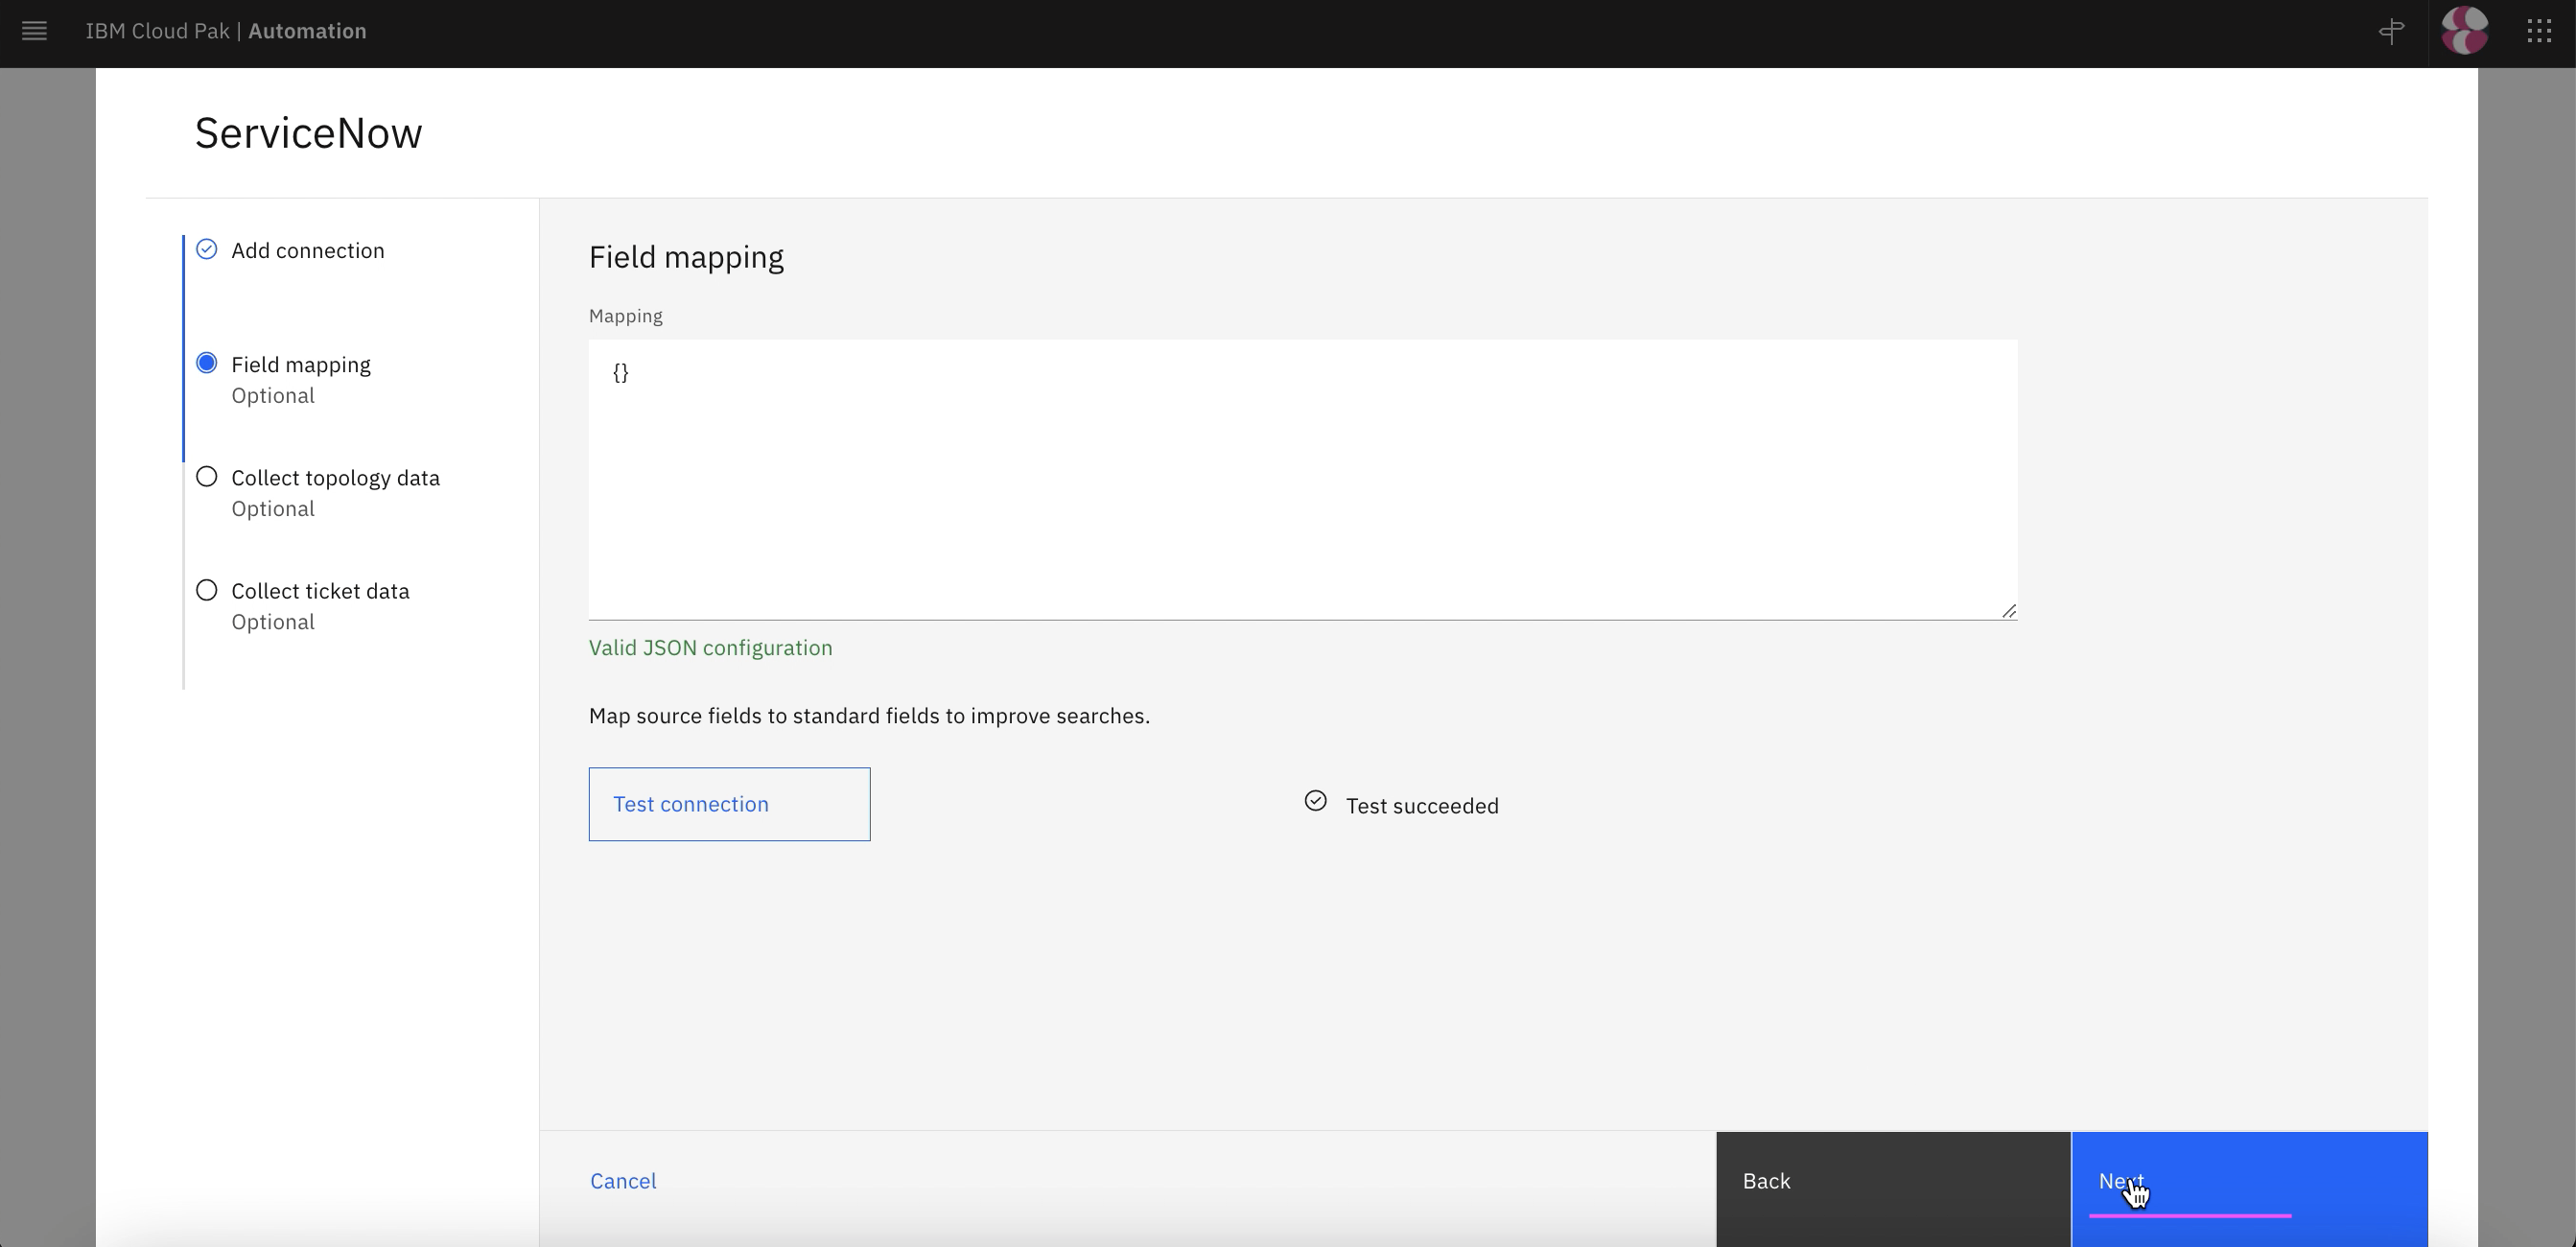 IBM Cloud Pak | Automation
ServiceNow
Add connection
Field mapping
Optional
Collect topology data
Optional
Collect ticket data
Optional
Field mapping
Mapping
{}
Valid JSON configuration
Map source fields to standard fields to improve searches.
Test connection
Test succeeded
Cancel
Back
Next